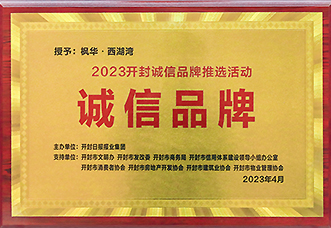 授予：枫华·西湖湾
2023开封诚信品牌推选活动
诚信品牌
主办单位：开封日报报业集团
支持单位：开封市文明办 开封市发改委 开封市商务局 开封市信用体系建设领导小组办公室
开封市消费者协会 开封市房地产开发协会 开封市建筑业协会 开封市物业管理协会
2023年4月